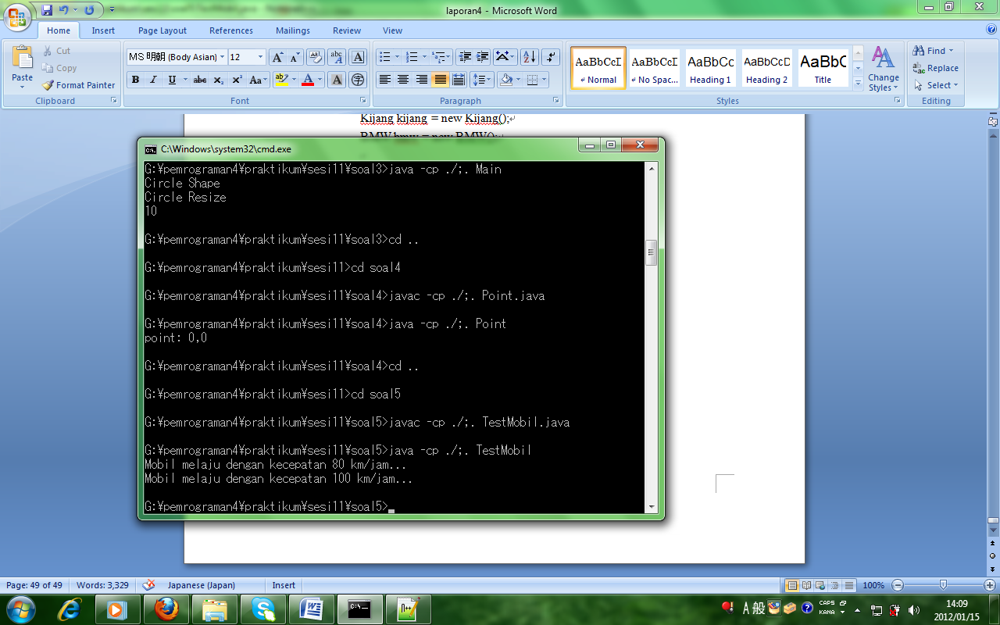 laporan4 - Microsoft Word
Home Insert Page Layout References Mailings Review View
Paste
Cut
Copy
Format Painter
Clipboard
MS 明朝 (Body Asian) 12
Font
Paragraph
AaBbCcD AaBbCcD AaBbCc AaBbCc AaBbC
↵ Normal ↵ No Spac... Heading 1 Heading 2 Title
Change Styles
Styles
Find
Replace
Select
Editing
Kijang kijang = new Kijang();
BMW bmw = new BMW();
C:\Windows\system32\cmd.exe
G:¥pemrograman4¥praktikum¥sesi11¥soal3>java -cp ./;. Main
Circle Shape
Circle Resize
10
G:¥pemrograman4¥praktikum¥sesi11¥soal3>cd ..
G:¥pemrograman4¥praktikum¥sesi11>cd soal4
G:¥pemrograman4¥praktikum¥sesi11¥soal4>javac -cp ./;. Point.java
G:¥pemrograman4¥praktikum¥sesi11¥soal4>java -cp ./;. Point
point: 0,0
G:¥pemrograman4¥praktikum¥sesi11¥soal4>cd ..
G:¥pemrograman4¥praktikum¥sesi11>cd soal5
G:¥pemrograman4¥praktikum¥sesi11¥soal5>javac -cp ./;. TestMobil.java
G:¥pemrograman4¥praktikum¥sesi11¥soal5>java -cp ./;. TestMobil
Mobil melaju dengan kecepatan 80 km/jam...
Mobil melaju dengan kecepatan 100 km/jam...
G:¥pemrograman4¥praktikum¥sesi11¥soal5>
Page: 49 of 49 Words: 3,329 Japanese (Japan) Insert 100%
A 般 CAPS KANA
14:09
2012/01/15